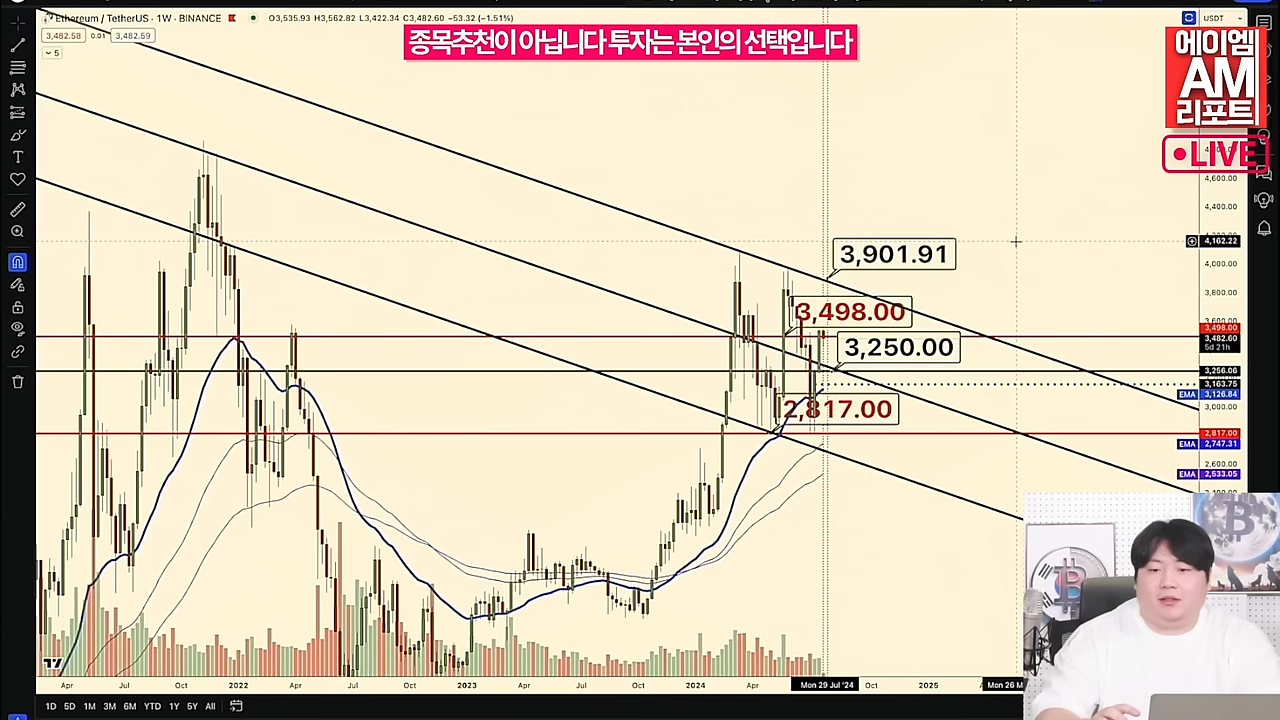 Ethereum / TetherUS · 1W · BINANCE
O3,535.93 H3,562.82 L3,422.34 C3,482.60 −53.32 (−1.51%)
3,482.58 0.01 3,482.59
5
종목추천이 아닙니다 투자는 본인의 선택입니다
USDT
에이엠
AM
리포트
LIVE
4,600.00
4,400.00
4,162.22
4,000.00
3,800.00
3,901.91
3,498.00
3,250.00
2,817.00
3,498.00
3,482.60
5d 21h
3,256.06
3,163.75
EMA 3,126.84
3,000.00
2,817.00
EMA 2,747.31
2,600.00
EMA 2,533.05
Apr Jul Oct 2022 Apr Jul Oct 2023 Apr Jul Oct 2024 Apr Mon 29 Jul '24 Oct 2025 Mon 26 M
1D 5D 1M 3M 6M YTD 1Y 5Y All